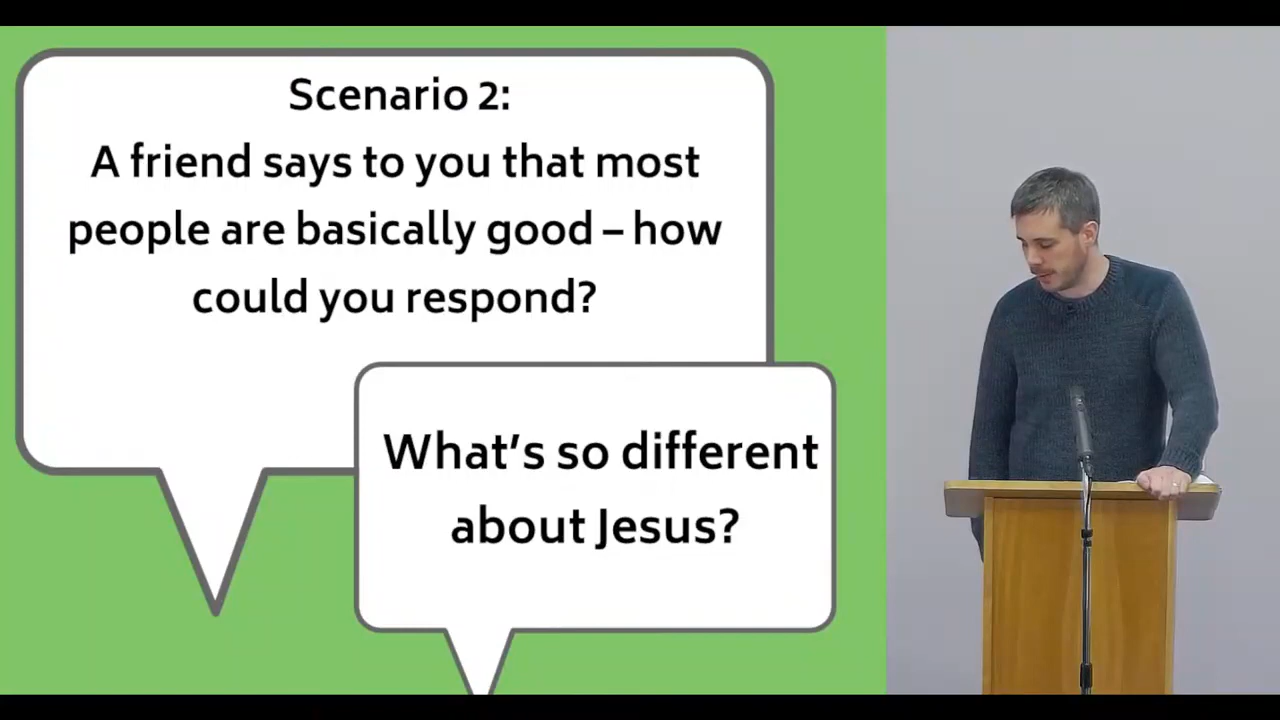 Scenario 2:
A friend says to you that most
people are basically good – how
could you respond?
What's so different
about Jesus?